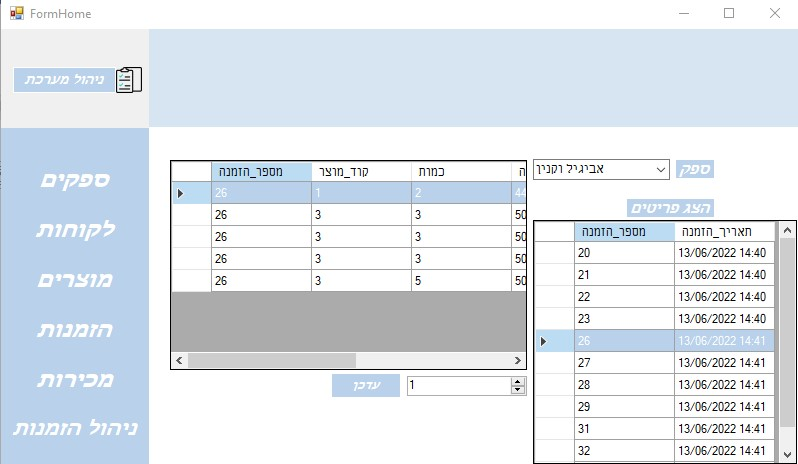 FormHome
ניהול מערכת
ספקים
לקוחות
מוצרים
הזמנות
מכירות
ניהול הזמנות
ספק
אביגיל וקנין
הצג פריטים
מספר_הזמנה קוד_מוצר כמות
26 1 2 44
26 3 3 50
26 3 3 50
26 3 3 50
26 3 5 50
עדכן
1
מספר_הזמנה תאריך_הזמנה
20 13/06/2022 14:40
21 13/06/2022 14:40
22 13/06/2022 14:40
23 13/06/2022 14:40
26 13/06/2022 14:41
27 13/06/2022 14:41
28 13/06/2022 14:41
29 13/06/2022 14:41
31 13/06/2022 14:41
32 13/06/2022 14:41